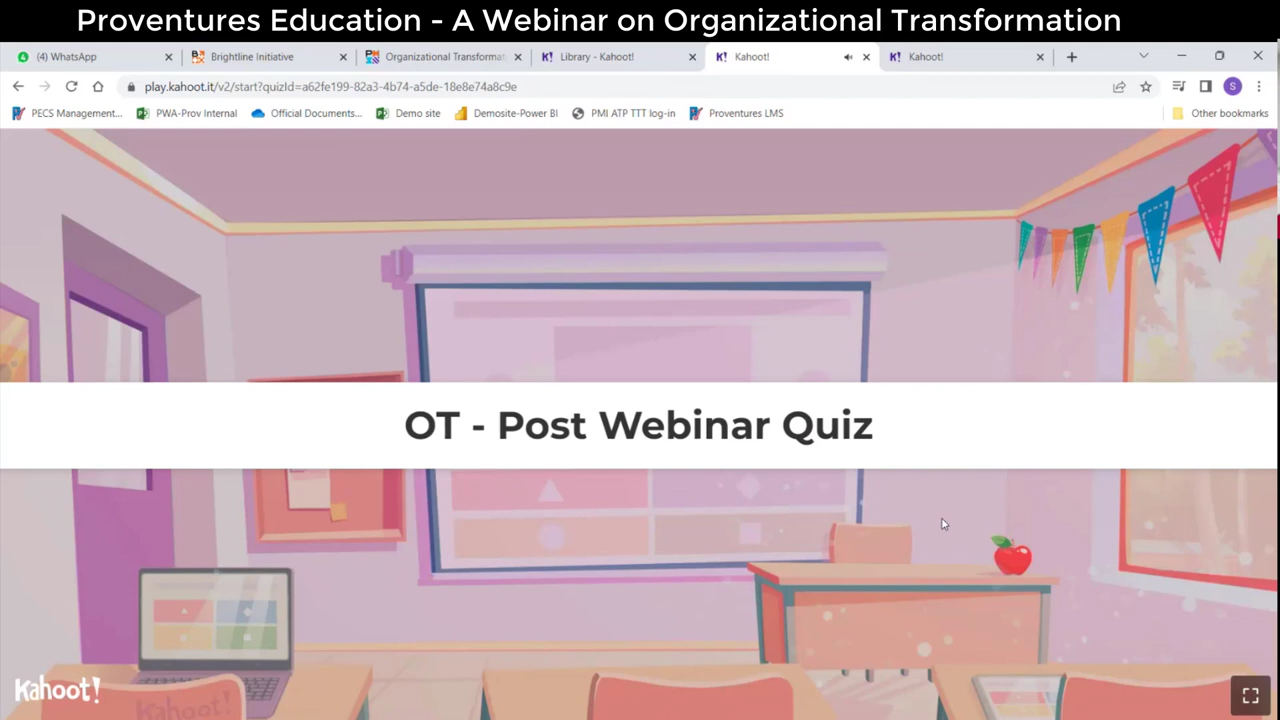 Proventures Education - A Webinar on Organizational Transformation
(4) WhatsApp
Brightline Initiative
Organizational Transformat
Library - Kahoot!
Kahoot!
Kahoot!
play.kahoot.it/v2/start?quizId=a62fe199-82a3-4b74-a5de-18e8e74a8c9e
S
PECS Management...
PWA-Prov Internal
Official Documents...
Demo site
Demosite-Power BI
PMI ATP TTT log-in
Proventures LMS
Other bookmarks
OT - Post Webinar Quiz
Kahoot!
Kahoot!